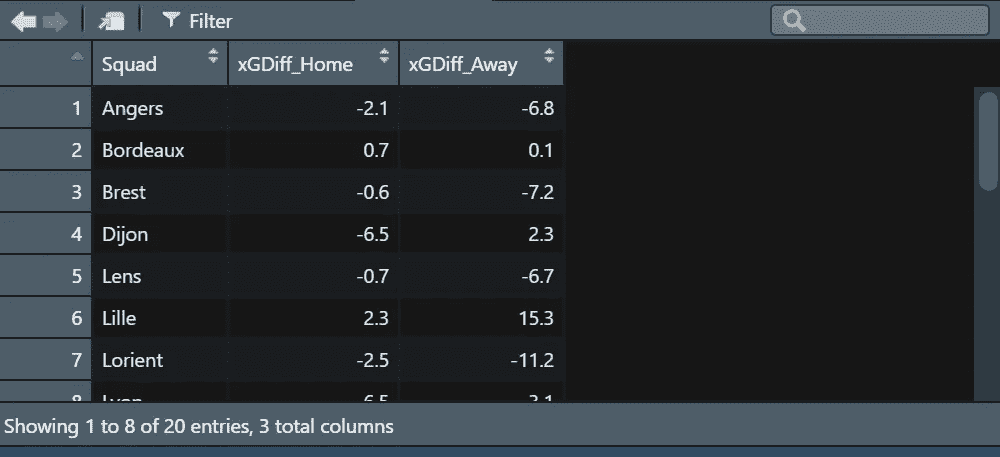 Filter
Squad xGDiff_Home xGDiff_Away
1 Angers -2.1 -6.8
2 Bordeaux 0.7 0.1
3 Brest -0.6 -7.2
4 Dijon -6.5 2.3
5 Lens -0.7 -6.7
6 Lille 2.3 15.3
7 Lorient -2.5 -11.2
8 Lyon
Showing 1 to 8 of 20 entries, 3 total columns